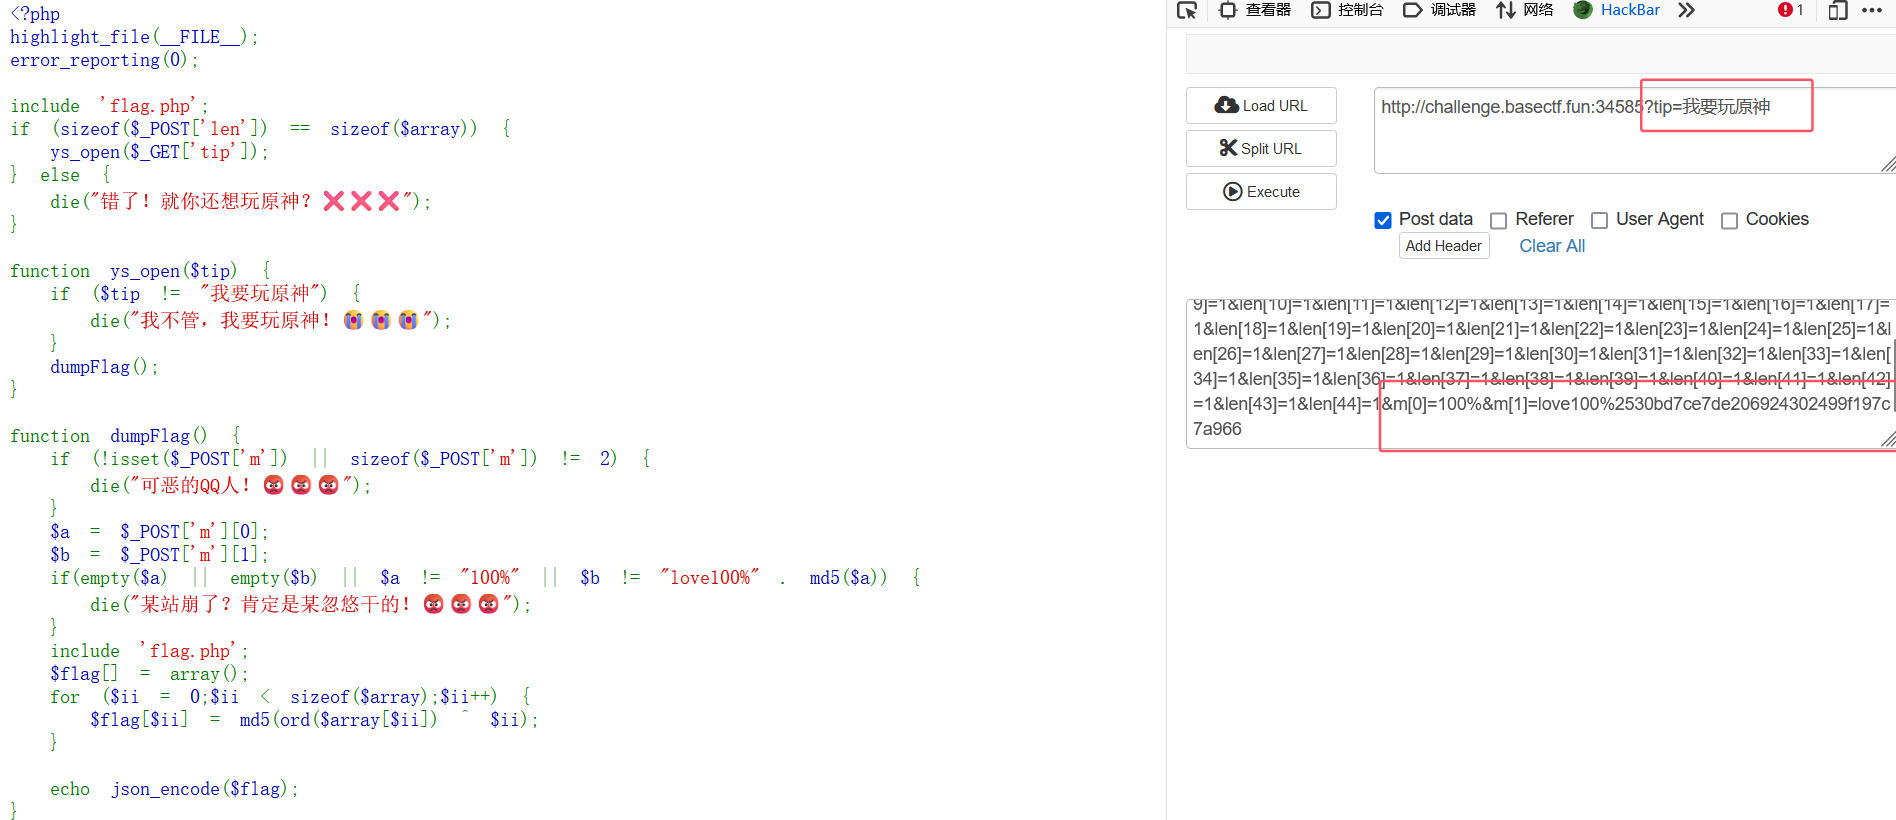 <?php
highlight_file(__FILE__);
error_reporting(0);
include 'flag.php';
if (sizeof($_POST['len']) == sizeof($array)) {
ys_open($_GET['tip']);
} else {
die("错了！就你还想玩原神？❌❌❌");
}
function ys_open($tip) {
if ($tip != "我要玩原神") {
die("我不管，我要玩原神！😭😭😭");
}
dumpFlag();
}
function dumpFlag() {
if (!isset($_POST['m']) || sizeof($_POST['m']) != 2) {
die("可恶的QQ人！😡😡😡");
}
$a = $_POST['m'][0];
$b = $_POST['m'][1];
if(empty($a) || empty($b) || $a != "100%" || $b != "love100%" . md5($a)) {
die("某站崩了？肯定是某忽悠干的！😡😡😡");
}
include 'flag.php';
$flag[] = array();
for ($ii = 0;$ii < sizeof($array);$ii++) {
$flag[$ii] = md5(ord($array[$ii]) ^ $ii);
}
echo json_encode($flag);
}
查看器 控制台 调试器 网络 HackBar 1
Load URL
Split URL
Execute
http://challenge.basectf.fun:34585?tip=我要玩原神
Post data Referer User Agent Cookies
Add Header Clear All
9]=1&len[10]=1&len[11]=1&len[12]=1&len[13]=1&len[14]=1&len[15]=1&len[16]=1&len[17]=
1&len[18]=1&len[19]=1&len[20]=1&len[21]=1&len[22]=1&len[23]=1&len[24]=1&len[25]=1&l
en[26]=1&len[27]=1&len[28]=1&len[29]=1&len[30]=1&len[31]=1&len[32]=1&len[33]=1&len[
34]=1&len[35]=1&len[36]=1&len[37]=1&len[38]=1&len[39]=1&len[40]=1&len[41]=1&len[42]
=1&len[43]=1&len[44]=1&m[0]=100%&m[1]=love100%2530bd7ce7de206924302499f197c
7a966